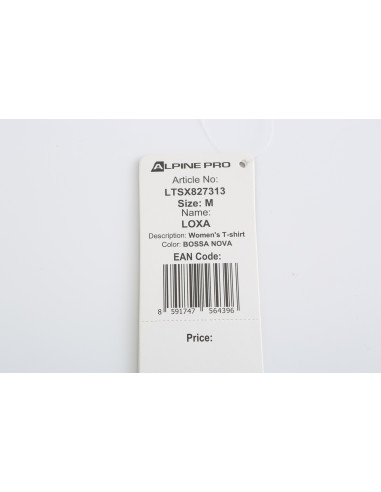 ALPINE PRO
Article No:
LTSX827313
Size: M
Name:
LOXA
Description: Women's T-shirt
Color: BOSSA NOVA
EAN Code:
8 591747 564396
Price: